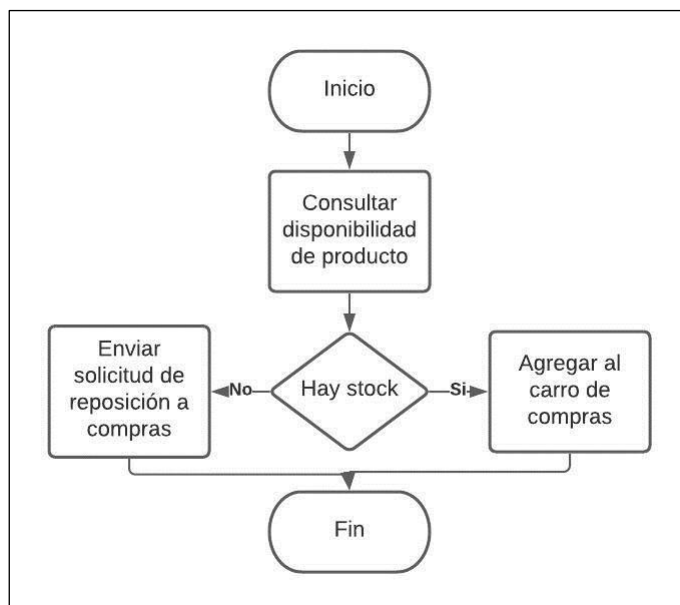 Inicio
Consultar
disponibilidad
de producto
Hay stock
No
Enviar
solicitud de
reposición a
compras
Si
Agregar al
carro de
compras
Fin